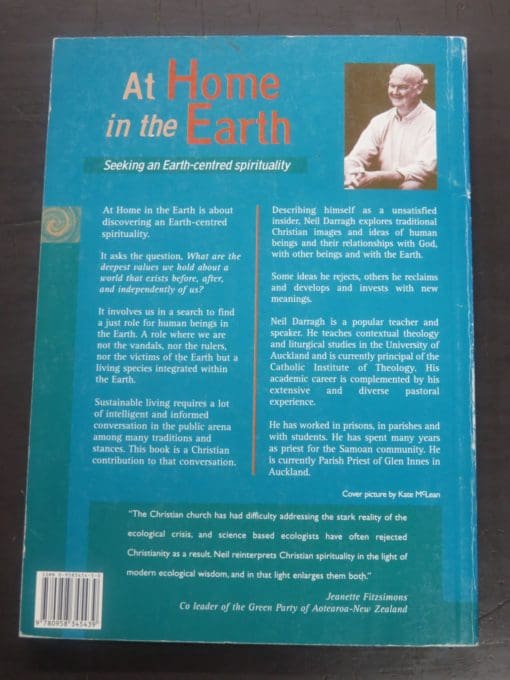 At Home
in the Earth
Seeking an Earth-centred spirituality
At Home in the Earth is about
discovering an Earth-centred
spirituality.
It asks the question, What are the
deepest values we hold about a
world that exists before, after,
and independently of us?
It involves us in a search to find
a just role for human beings in
the Earth. A role where we are
not the vandals, nor the rulers,
nor the victims of the Earth but a
living species integrated within
the Earth.
Sustainable living requires a lot
of intelligent and informed
conversation in the public arena
among many traditions and
stances. This book is a Christian
contribution to that conversation.
Describing himself as a unsatisfied
insider, Neil Darragh explores traditional
Christian images and ideas of human
beings and their relationships with God,
with other beings and with the Earth.
Some ideas he rejects, others he reclaims
and develops and invests with new
meanings.
Neil Darragh is a popular teacher and
speaker. He teaches contextual theology
and liturgical studies in the University of
Auckland and is currently principal of the
Catholic Institute of Theology. His
academic career is complemented by his
extensive and diverse pastoral
experience.
He has worked in prisons, in parishes and
with students. He has spent many years
as priest for the Samoan community. He
is currently Parish Priest of Glen Innes in
Auckland.
Cover picture by Kate McLean
"The Christian church has had difficulty addressing the stark reality of the
ecological crisis, and science based ecologists have often rejected
Christianity as a result. Neil reinterprets Christian spirituality in the light of
modern ecological wisdom, and in that light enlarges them both."
Jeanette Fitzsimons
Co leader of the Green Party of Aotearoa-New Zealand
9 780958 345439